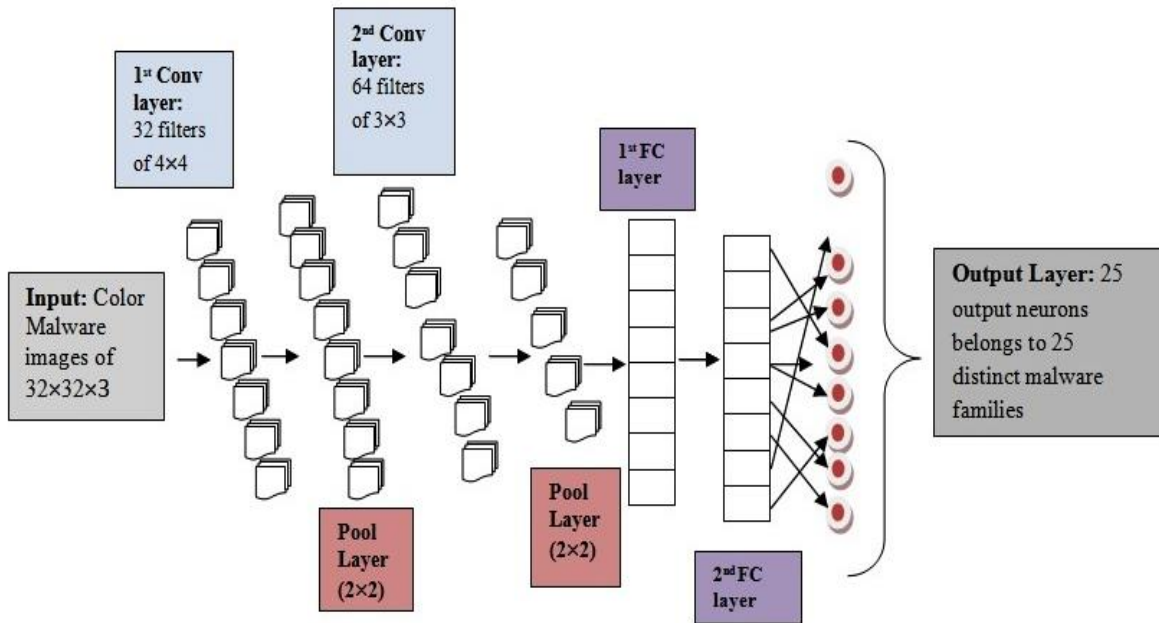 1st Conv
layer:
32 filters
of 4×4
2nd Conv
layer:
64 filters
of 3×3
1st FC
layer
Input: Color
Malware
images of
32×32×3
Output Layer: 25
output neurons
belongs to 25
distinct malware
families
Pool
Layer
(2×2)
Pool
Layer
(2×2)
2nd FC
layer